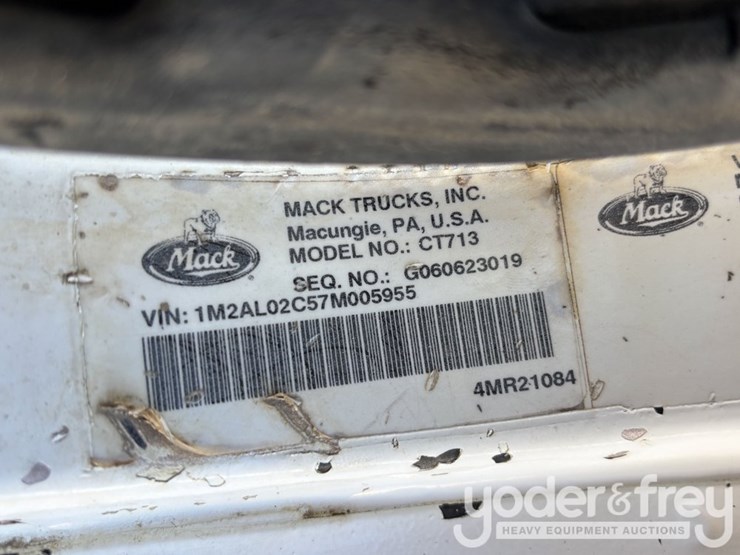 MACK TRUCKS, INC.
Macungie, PA, U.S.A.
MODEL NO.: CT713
SEQ. NO.: G060623019
Mack
VIN: 1M2AL02C57M005955
4MR21084
Mack
yoder&frey
HEAVY EQUIPMENT AUCTIONS